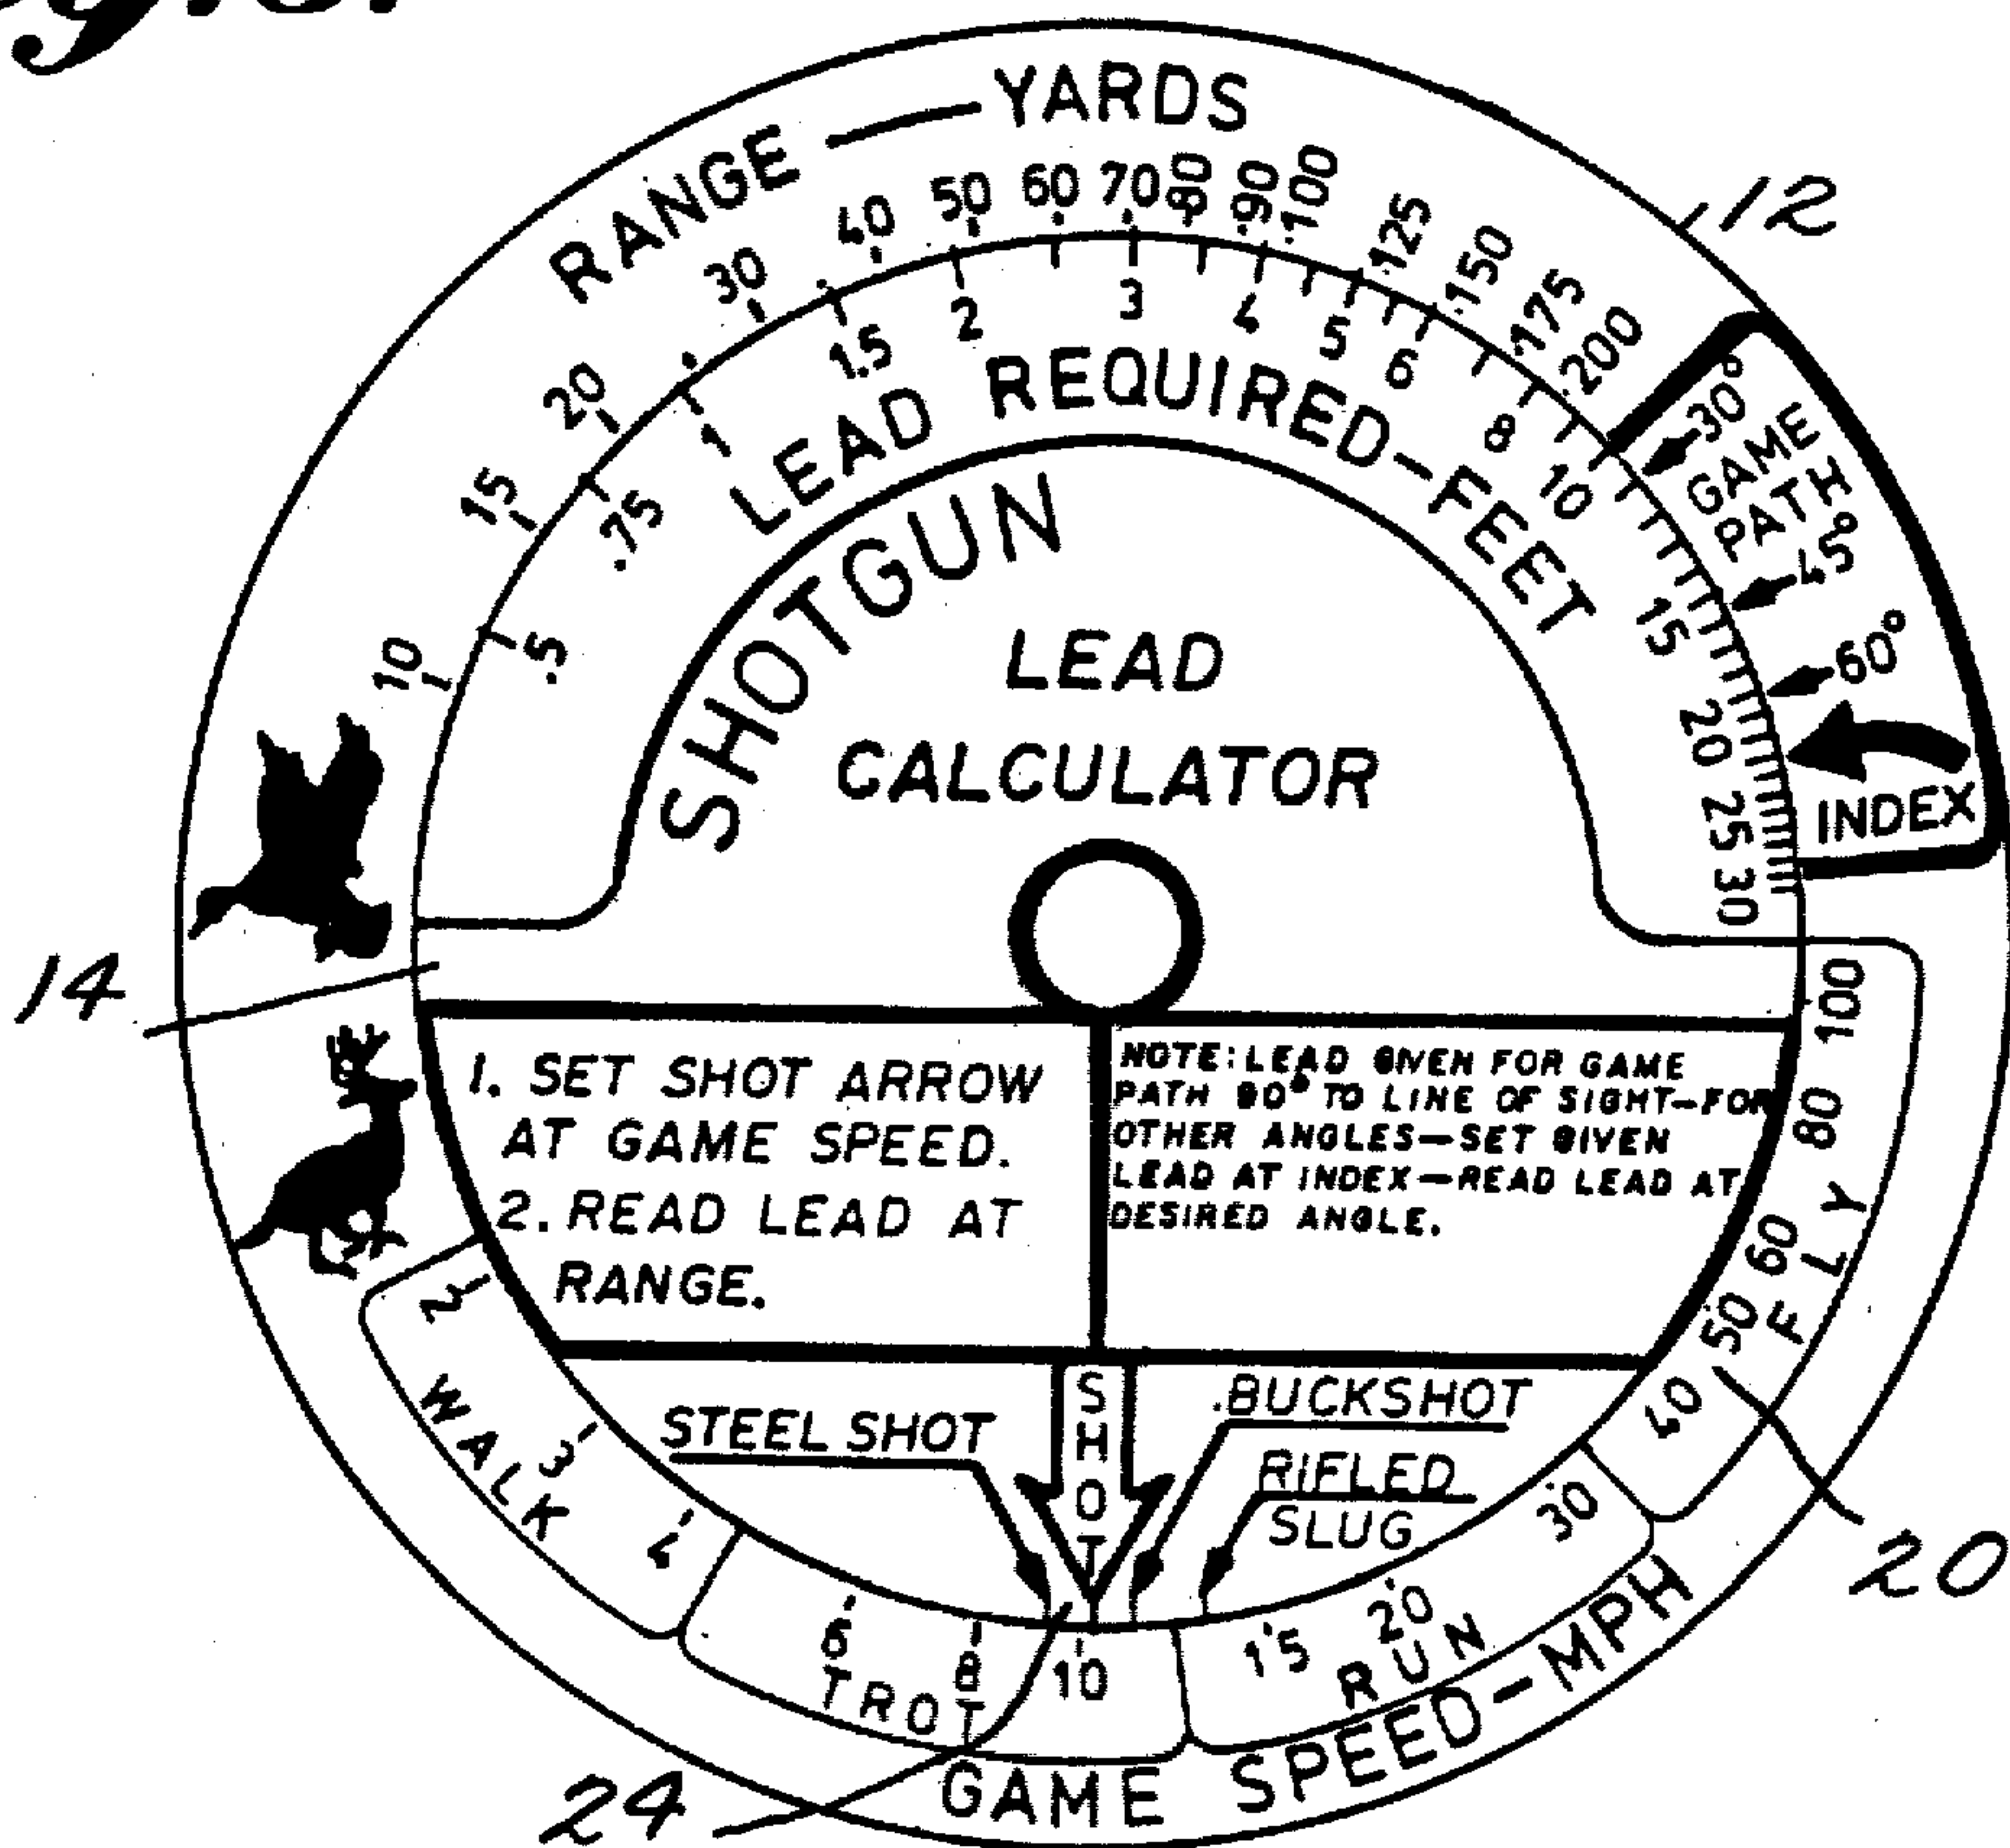 RANGE — YARDS
10 15 20 30 40 50 60 70 80 90 100 125 150 175 200
12
.5 .75 1 1.5 2 3 4 5 6 8 10 15 20 25 30
LEAD REQUIRED-FEET
30°
GAME
PATH
45°
60°
INDEX
SHOTGUN
LEAD
CALCULATOR
14
1. SET SHOT ARROW
AT GAME SPEED.
2. READ LEAD AT
RANGE.
NOTE: LEAD GIVEN FOR GAME
PATH 90° TO LINE OF SIGHT—FOR
OTHER ANGLES—SET GIVEN
LEAD AT INDEX—READ LEAD AT
DESIRED ANGLE.
STEEL SHOT
SHOT
BUCKSHOT
RIFLED
SLUG
2 3 4
WALK
6 8 10
TROT
15 20 30
RUN
40 50 60 80 100
FLY
GAME SPEED-MPH
20
24